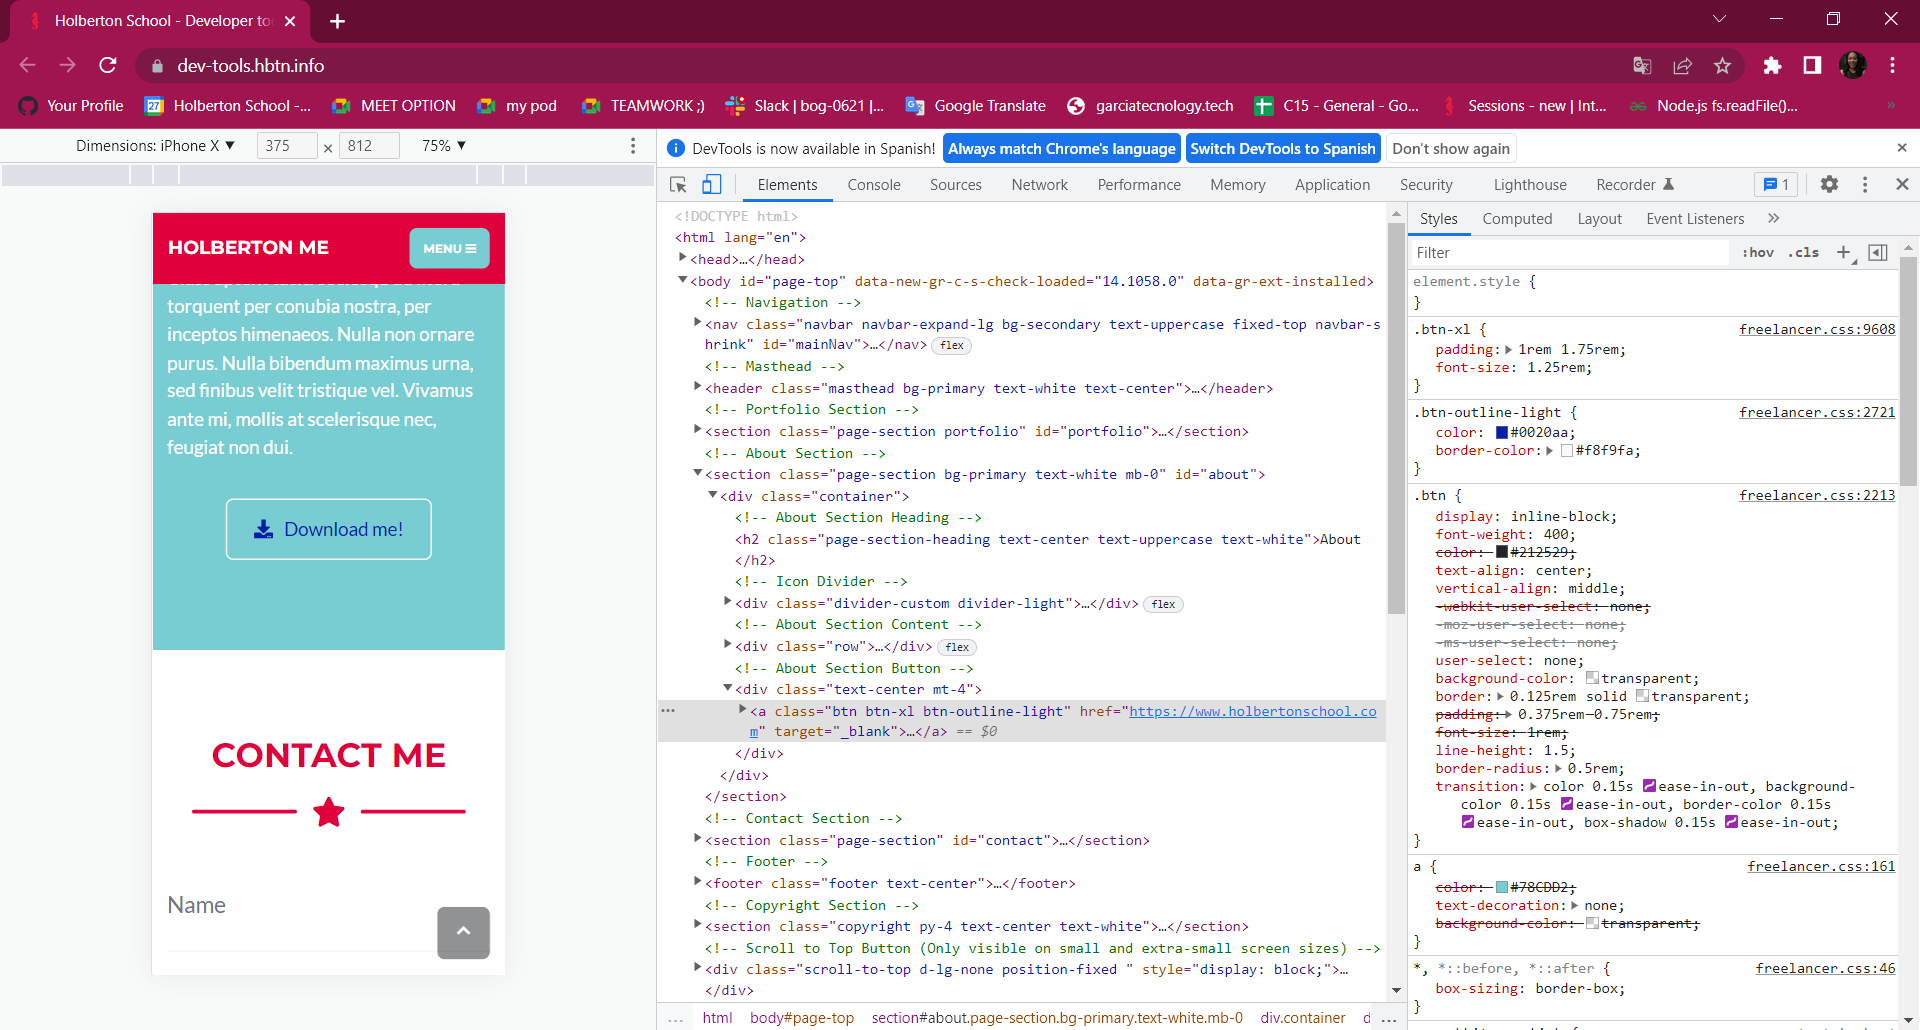 Holberton School - Developer to
dev-tools.hbtn.info
Your Profile
27 Holberton School -...
MEET OPTION
my pod
TEAMWORK ;)
Slack | bog-0621 |...
Google Translate
garciatecnology.tech
C15 - General - Go...
Sessions - new | Int...
Node.js fs.readFile()...
»
Dimensions: iPhone X ▼ 375 × 812 75% ▼
HOLBERTON ME
MENU
torquent per conubia nostra, per
inceptos himenaeos. Nulla non ornare
purus. Nulla bibendum maximus urna,
sed finibus velit tristique vel. Vivamus
ante mi, mollis at scelerisque nec,
feugiat non dui.
Download me!
CONTACT ME
Name
DevTools is now available in Spanish! Always match Chrome's language Switch DevTools to Spanish Don't show again
Elements Console Sources Network Performance Memory Application Security Lighthouse Recorder 1
<!DOCTYPE html>
<html lang="en">
<head>…</head>
<body id="page-top" data-new-gr-c-s-check-loaded="14.1058.0" data-gr-ext-installed>
<!-- Navigation -->
<nav class="navbar navbar-expand-lg bg-secondary text-uppercase fixed-top navbar-s
hrink" id="mainNav">…</nav> flex
<!-- Masthead -->
<header class="masthead bg-primary text-white text-center">…</header>
<!-- Portfolio Section -->
<section class="page-section portfolio" id="portfolio">…</section>
<!-- About Section -->
<section class="page-section bg-primary text-white mb-0" id="about">
<div class="container">
<!-- About Section Heading -->
<h2 class="page-section-heading text-center text-uppercase text-white">About
</h2>
<!-- Icon Divider -->
<div class="divider-custom divider-light">…</div> flex
<!-- About Section Content -->
<div class="row">…</div> flex
<!-- About Section Button -->
<div class="text-center mt-4">
<a class="btn btn-xl btn-outline-light" href="https://www.holbertonschool.co
m" target="_blank">…</a> == $0
</div>
</div>
</section>
<!-- Contact Section -->
<section class="page-section" id="contact">…</section>
<!-- Footer -->
<footer class="footer text-center">…</footer>
<!-- Copyright Section -->
<section class="copyright py-4 text-center text-white">…</section>
<!-- Scroll to Top Button (Only visible on small and extra-small screen sizes) -->
<div class="scroll-to-top d-lg-none position-fixed " style="display: block;">…
</div>
... html body#page-top section#about.page-section.bg-primary.text-white.mb-0 div.container d ...
Styles Computed Layout Event Listeners »
Filter :hov .cls +
element.style {
}
.btn-xl { freelancer.css:9608
padding: 1rem 1.75rem;
font-size: 1.25rem;
}
.btn-outline-light { freelancer.css:2721
color: #0020aa;
border-color: #f8f9fa;
}
.btn { freelancer.css:2213
display: inline-block;
font-weight: 400;
color: #212529;
text-align: center;
vertical-align: middle;
-webkit-user-select: none;
-moz-user-select: none;
-ms-user-select: none;
user-select: none;
background-color: transparent;
border: 0.125rem solid transparent;
padding: 0.375rem 0.75rem;
font-size: 1rem;
line-height: 1.5;
border-radius: 0.5rem;
transition: color 0.15s ease-in-out, background-
color 0.15s ease-in-out, border-color 0.15s
ease-in-out, box-shadow 0.15s ease-in-out;
}
a { freelancer.css:161
color: #78CDD2;
text-decoration: none;
background-color: transparent;
}
*, *::before, *::after { freelancer.css:46
box-sizing: border-box;
}